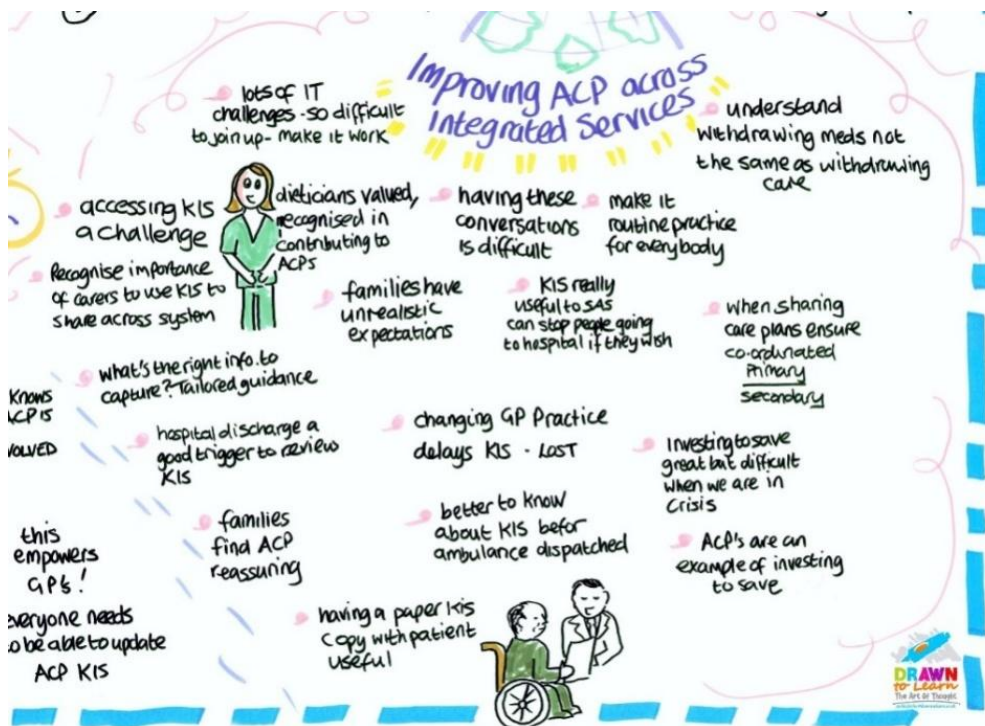 Improving ACP across
Integrated Services
lots of IT
challenges - so difficult
to join up - make it work
understand
withdrawing meds not
the same as withdrawing
care
accessing KIS
a challenge
dieticians valued,
recognised in
contributing to
ACPs
having these
conversations
is difficult
make it
routine practice
for everybody
Recognise importance
of carers to use KIS to
share across system
families have
unrealistic
expectations
KIS really
useful to SAS
can stop people going
to hospital if they wish
when sharing
care plans ensure
co-ordinated
Primary
secondary
what's the right info. to
capture? Tailored guidance
KNOWS
ACP IS
VOLVED
hospital discharge a
good trigger to review
KIS
changing GP Practice
delays KIS - LOST
Investing to save
great but difficult
when we are in
Crisis
this
empowers
GP's!
families
find ACP
reassuring
better to know
about KIS befor
ambulance dispatched
ACP's are an
example of investing
to save
everyone needs
to be able to update
ACP KIS
having a paper KIS
Copy with patient
useful
DRAWN
to Learn
The Art of Thought